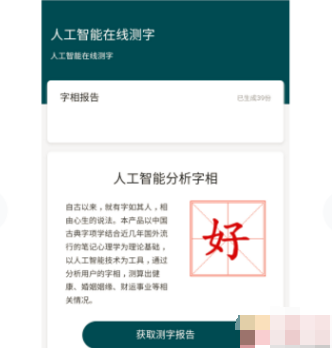 人工智能在线测字
人工智能在线测字
字相报告
已生成39份
人工智能分析字相
自古以来，就有字如其人，相
由心生的说法。本产品以中国
古典字项学结合近几年国外流
行的笔记心理学为理论基础，
以人工智能技术为工具，通过
分析用户的字相，测算出健
康、婚姻姻缘、财运事业等相
关情况。
好
获取测字报告